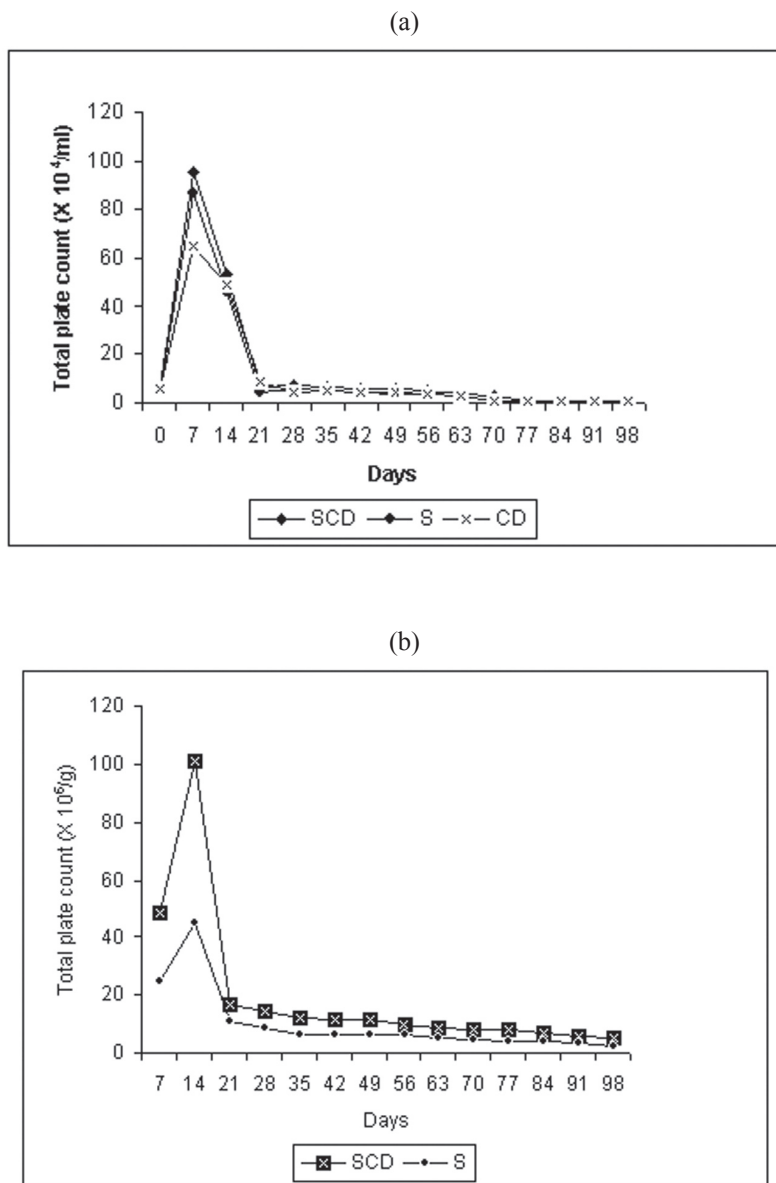 (a)
Total plate count (X 10⁴/ml)
120
100
80
60
40
20
0
0 7 14 21 28 35 42 49 56 63 70 77 84 91 98
Days
SCD S CD
(b)
Total plate count (X 10⁶/g)
120
100
80
60
40
20
0
7 14 21 28 35 42 49 56 63 70 77 84 91 98
Days
SCD S